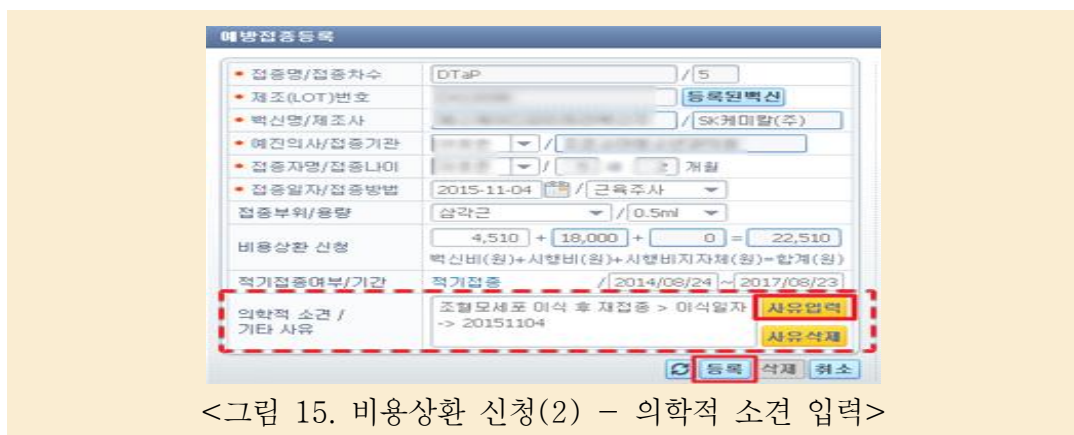 예방접종등록
• 접종명/접종차수 DTaP / 5
• 제조(LOT)번호 등록된백신
• 백신명/제조사 / SK케미칼(주)
• 예진의사/접종기관 /
• 접종자명/접종나이 / 개월
• 접종일자/접종방법 2015-11-04 / 근육주사
접종부위/용량 삼각근 / 0.5ml
비용상환 신청 4,510 + 18,000 + 0 = 22,510
백신비(원)+시행비(원)+시행비지자체(원)=합계(원)
적기접종여부/기간 적기접종 / 2014/08/24 ~ 2017/08/23
의학적 소견 /
기타 사유
조혈모세포 이식 후 재접종 > 이식일자
-> 20151104
사유입력
사유삭제
등록 삭제 취소
<그림 15. 비용상환 신청(2) - 의학적 소견 입력>